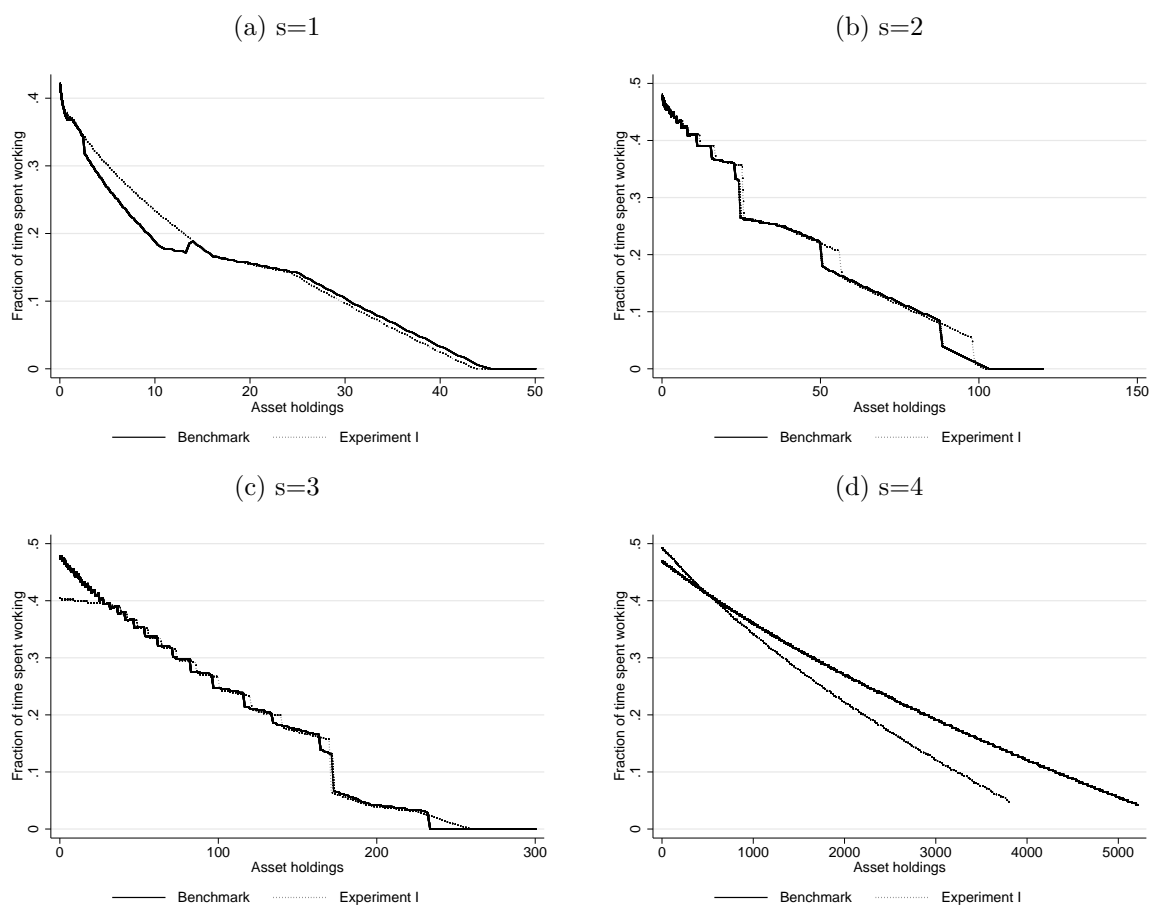 (a) s=1
(b) s=2
Fraction of time spent working
0 .1 .2 .3 .4
0 10 20 30 40 50
Asset holdings
Benchmark Experiment I
Fraction of time spent working
0 .1 .2 .3 .4 .5
0 50 100 150
Asset holdings
Benchmark Experiment I
(c) s=3
(d) s=4
Fraction of time spent working
0 .1 .2 .3 .4 .5
0 100 200 300
Asset holdings
Benchmark Experiment I
Fraction of time spent working
0 .1 .2 .3 .4 .5
0 1000 2000 3000 4000 5000
Asset holdings
Benchmark Experiment I